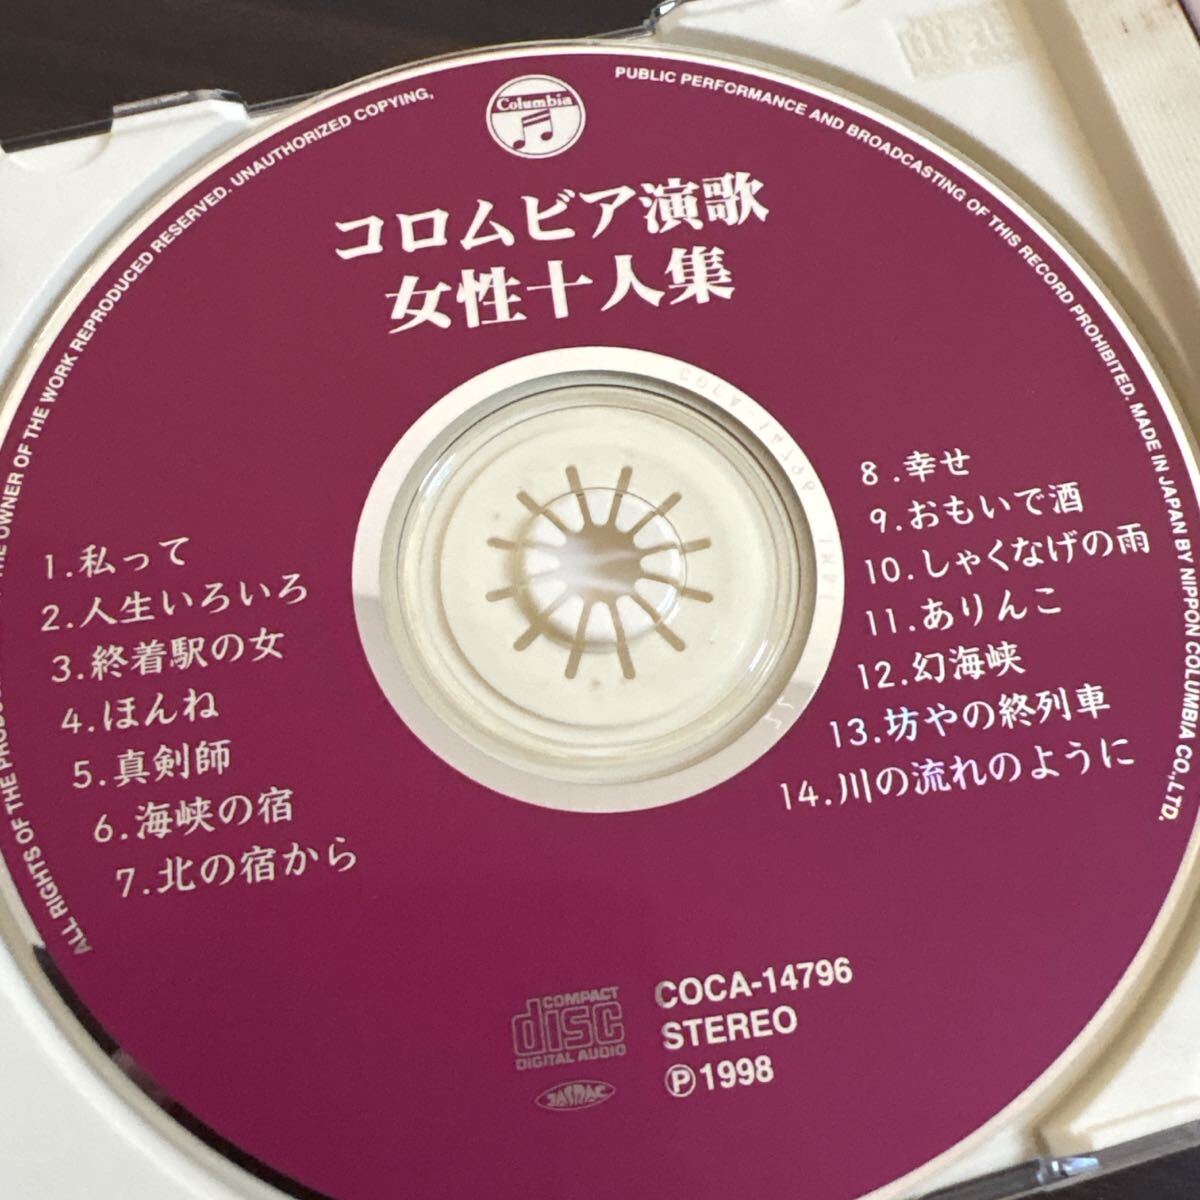 Columbia
コロムビア演歌
女性十人集
1.私って
2.人生いろいろ
3.終着駅の女
4.ほんね
5.真剣師
6.海峡の宿
7.北の宿から
8.幸せ
9.おもいで酒
10.しゃくなげの雨
11.ありんこ
12.幻海峡
13.坊やの終列車
14.川の流れのように
COMPACT
disc
DIGITAL AUDIO
JASRAC
COCA-14796
STEREO
Ⓟ1998
ALL RIGHTS OF THE OWNER OF THE WORK REPRODUCED RESERVED. UNAUTHORIZED COPYING,
PUBLIC PERFORMANCE AND BROADCASTING OF THIS RECORD PROHIBITED. MADE IN JAPAN BY NIPPON COLUMBIA CO.,LTD.